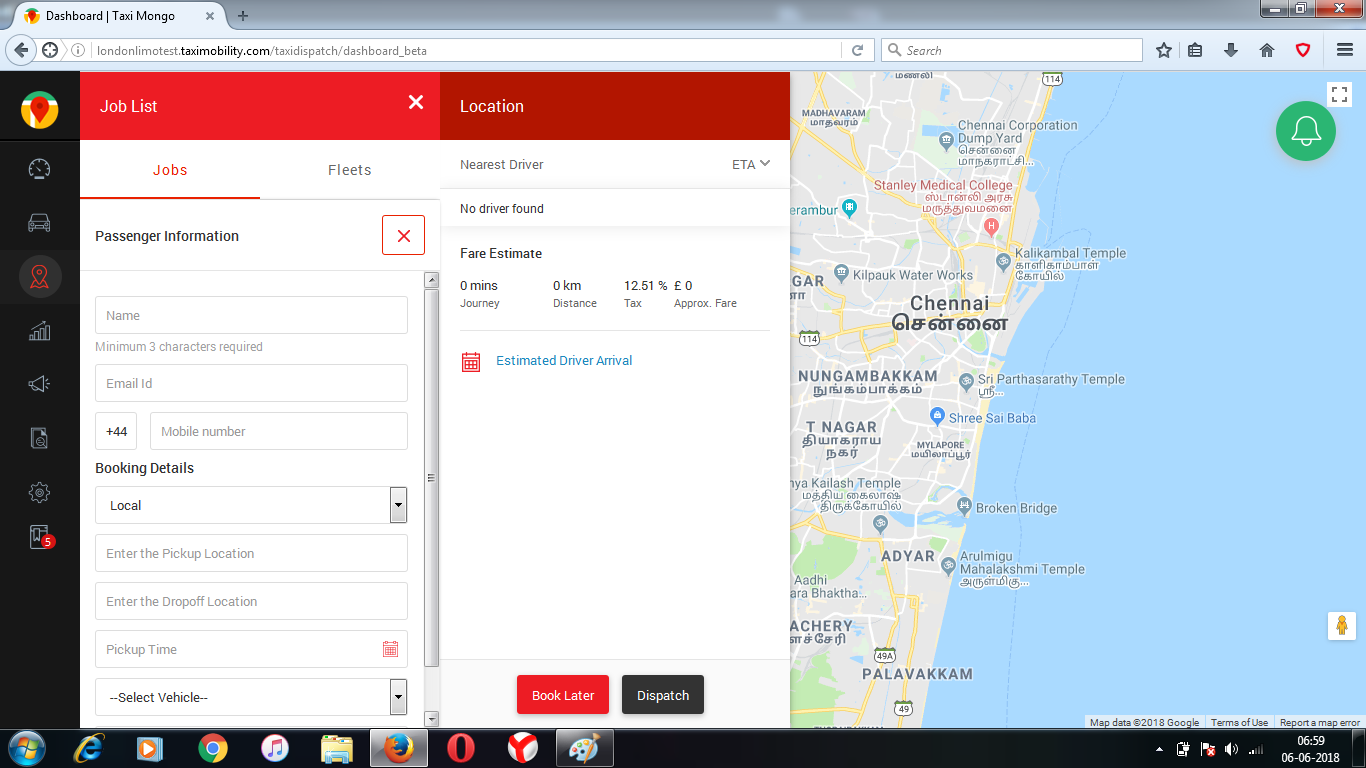 Dashboard | Taxi Mongo
londonlimotest.taximobility.com/taxidispatch/dashboard_beta
Search
Job List
Jobs
Fleets
Passenger Information
Name
Minimum 3 characters required
Email Id
+44
Mobile number
Booking Details
Local
Enter the Pickup Location
Enter the Dropoff Location
Pickup Time
--Select Vehicle--
5
Location
Nearest Driver
ETA
No driver found
Fare Estimate
0 mins
0 km
12.51 %
£ 0
Journey
Distance
Tax
Approx. Fare
Estimated Driver Arrival
Book Later
Dispatch
மணலி
114
MADHAVARAM
மாதவரம்
Chennai Corporation
Dump Yard
சென்னை
மாநகராட்சி...
Stanley Medical College
ஸ்டான்லி அரசு
மருத்துவமனை
erambur
H
Kalikambal Temple
காளிகாம்பாள்
கோயில்
GAR
Kilpauk Water Works
Chennai
சென்னை
114
NUNGAMBAKKAM
நுங்கம்பாக்கம்
Sri Parthasarathy Temple
ஸ்ரீ...
Shree Sai Baba
T NAGAR
தியாகராய
நகர்
MYLAPORE
மயிலாப்பூர்
nya Kailash Temple
மத்திய கைலாஷ்
திருக்கோயில்
Broken Bridge
ADYAR
Arulmigu
Mahalakshmi Temple
அருள்மிகு...
Aadhi
ara Bhaktha...
ACHERY
ளச்சேரி
49A
PALAVAKKAM
49
Map data ©2018 Google
Terms of Use
Report a map error
06:59
06-06-2018